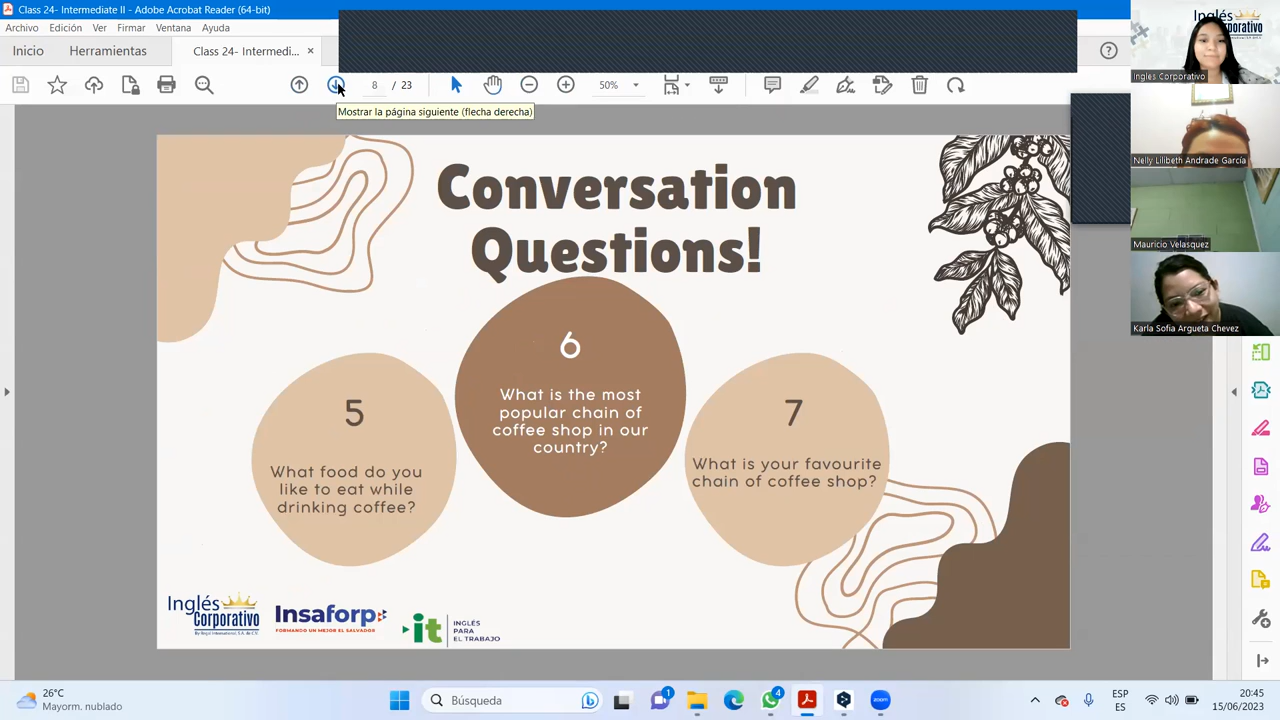 Class 24- Intermediate II - Adobe Acrobat Reader (64-bit)
Archivo Edición Ver Firmar Ventana Ayuda
Inicio Herramientas Class 24- Intermedi... ×
8 / 23 50%
Mostrar la página siguiente (flecha derecha)
Conversation
Questions!
5
What food do you
like to eat while
drinking coffee?
6
What is the most
popular chain of
coffee shop in our
country?
7
What is your favourite
chain of coffee shop?
Inglés
Corporativo
Insaforp
FORMANDO UN MEJOR EL SALVADOR
it
INGLÉS
PARA
EL TRABAJO
Inglés
Corporativo
Ingles Corporativo
Nelly Lilibeth Andrade García
Mauricio Velasquez
Karla Sofia Argueta Chevez
26°C
Mayorm. nublado
Búsqueda
1
4
zoom
ESP
ES
20:45
15/06/2023